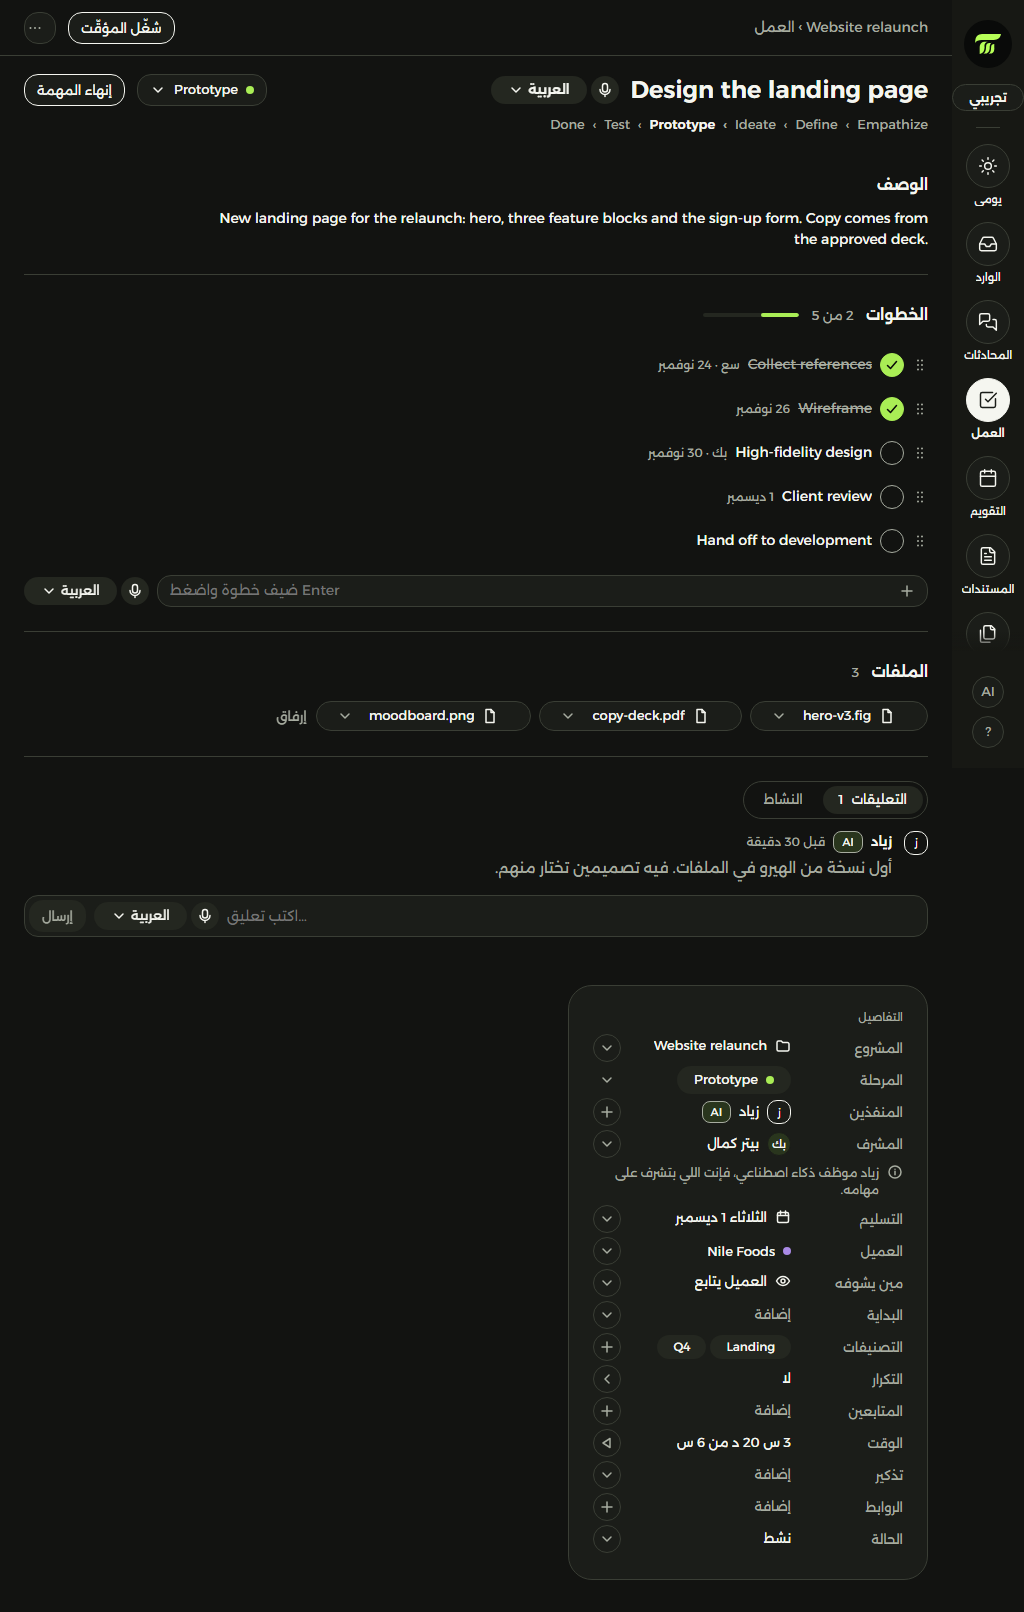 Website relaunch › العمل
شغّل المؤقّت
...
تجريبي
يومي
الوارد
المحادثات
العمل
التقويم
المستندات
AI
?
Design the landing page
العربية
Prototype
إنهاء المهمة
Empathize › Define › Ideate › Prototype › Test › Done
الوصف
New landing page for the relaunch: hero, three feature blocks and the sign-up form. Copy comes from
the approved deck.
الخطوات 2 من 5
Collect references سع · 24 نوفمبر
Wireframe 26 نوفمبر
High-fidelity design بك · 30 نوفمبر
Client review 1 ديسمبر
Hand off to development
ضيف خطوة واضغط Enter
العربية
الملفات 3
hero-v3.fig
copy-deck.pdf
moodboard.png
إرفاق
التعليقات 1
النشاط
ز زياد AI قبل 30 دقيقة
أول نسخة من الهيرو في الملفات. فيه تصميمين تختار منهم.
اكتب تعليق...
العربية
إرسال
التفاصيل
المشروع Website relaunch
المرحلة Prototype
المنفذين ز زياد AI
المشرف بك بيتر كمال
زياد موظف ذكاء اصطناعي، فإنت اللي بتشرف على
مهامه.
التسليم الثلاثاء 1 ديسمبر
العميل Nile Foods
مين يشوفه العميل يتابع
البداية إضافة
التصنيفات Landing Q4
التكرار لا
المتابعين إضافة
الوقت 3 س 20 د من 6 س
تذكير إضافة
الروابط إضافة
الحالة نشط